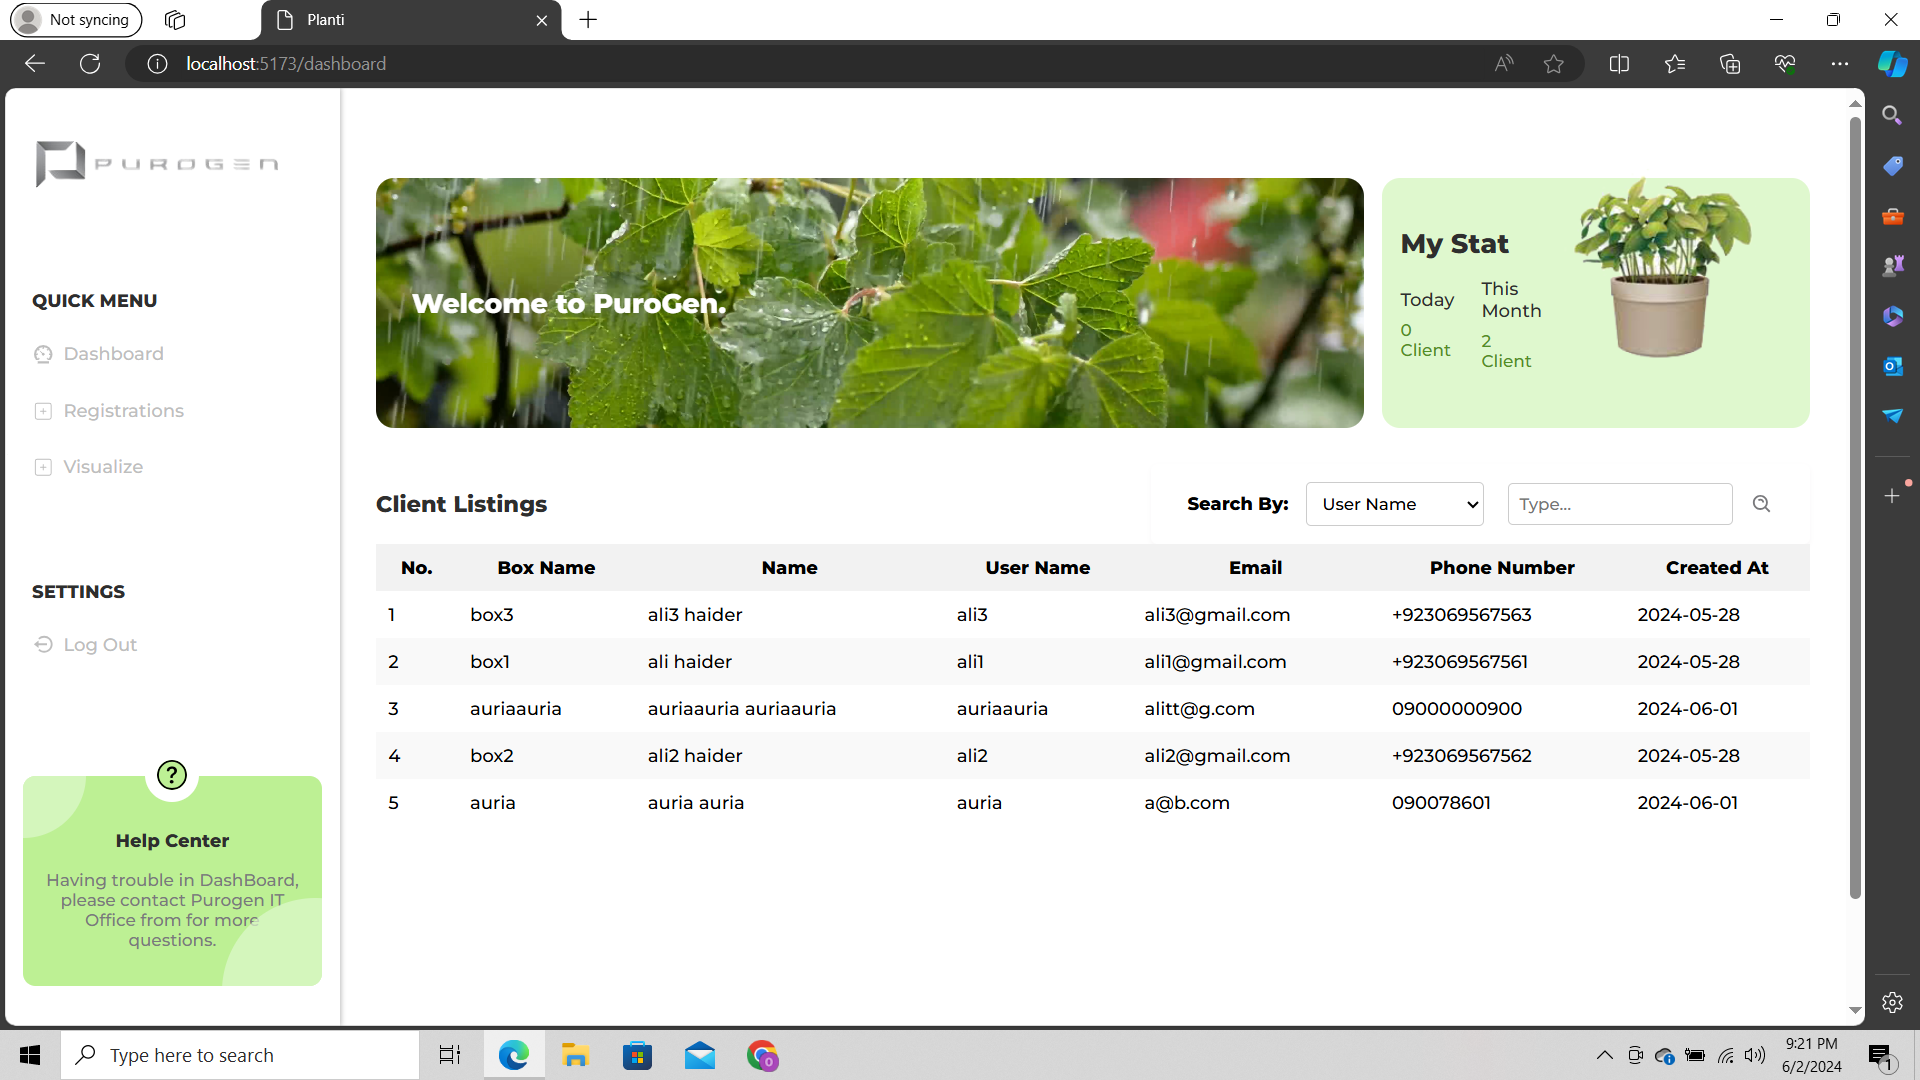 Not syncing
Planti
localhost:5173/dashboard
PUROGEN
QUICK MENU
Dashboard
Registrations
Visualize
SETTINGS
Log Out
?
Help Center
Having trouble in DashBoard,
please contact Purogen IT
Office from for more
questions.
Welcome to PuroGen.
My Stat
Today
0
Client
This
Month
2
Client
Client Listings
Search By: User Name Type...
No. Box Name Name User Name Email Phone Number Created At
1 box3 ali3 haider ali3 ali3@gmail.com +923069567563 2024-05-28
2 box1 ali haider ali1 ali1@gmail.com +923069567561 2024-05-28
3 auriaauria auriaauria auriaauria auriaauria alitt@g.com 09000000900 2024-06-01
4 box2 ali2 haider ali2 ali2@gmail.com +923069567562 2024-05-28
5 auria auria auria auria a@b.com 090078601 2024-06-01
Type here to search
9:21 PM
6/2/2024
1